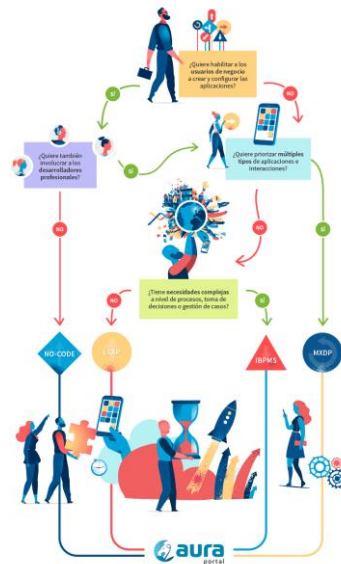 ¿Quiere habilitar a los
usuarios de negocio
a crear y configurar las
aplicaciones?
SÍ
NO
¿Quiere también
involucrar a los
desarrolladores
profesionales?
SÍ
¿Quiere priorizar múltiples
tipos de aplicaciones e
interacciones?
NO
NO
SÍ
¿Tiene necesidades complejas
a nivel de procesos, toma de
decisiones o gestión de casos?
NO
SÍ
NO-CODE
LCAP
IBPMS
MXDP
aura
portal